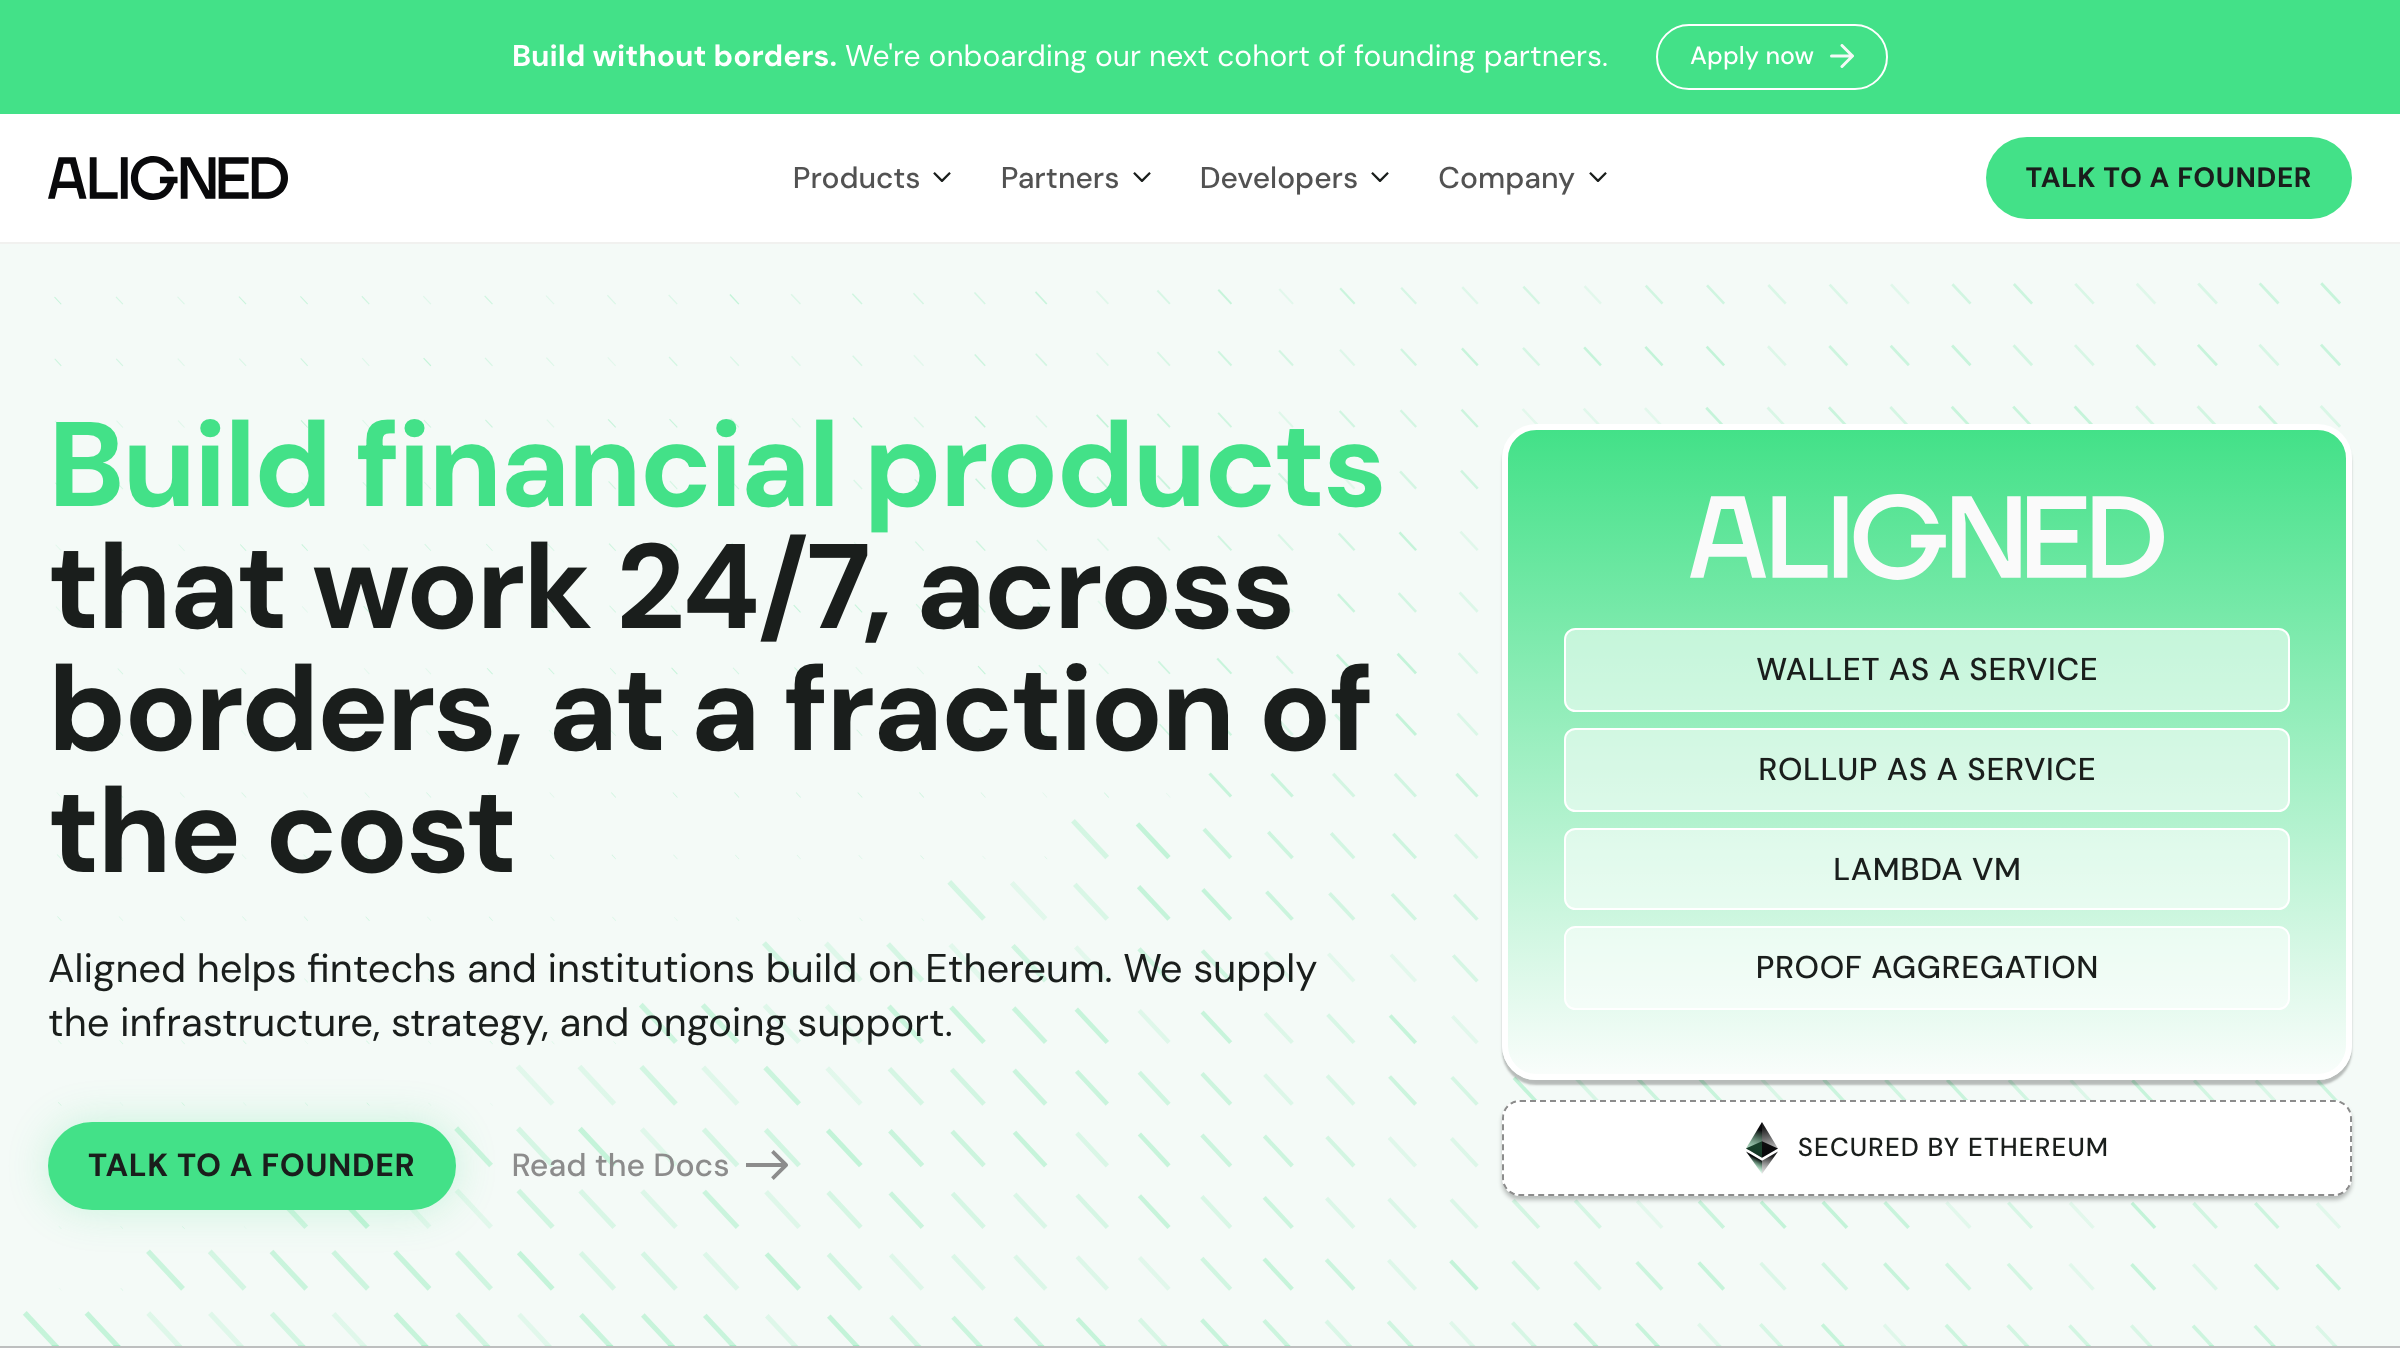 Build without borders. We're onboarding our next cohort of founding partners. Apply now
ALIGNED
Products Partners Developers Company
TALK TO A FOUNDER
Build financial products
that work 24/7, across
borders, at a fraction of
the cost
Aligned helps fintechs and institutions build on Ethereum. We supply
the infrastructure, strategy, and ongoing support.
TALK TO A FOUNDER
Read the Docs
ALIGNED
WALLET AS A SERVICE
ROLLUP AS A SERVICE
LAMBDA VM
PROOF AGGREGATION
SECURED BY ETHEREUM